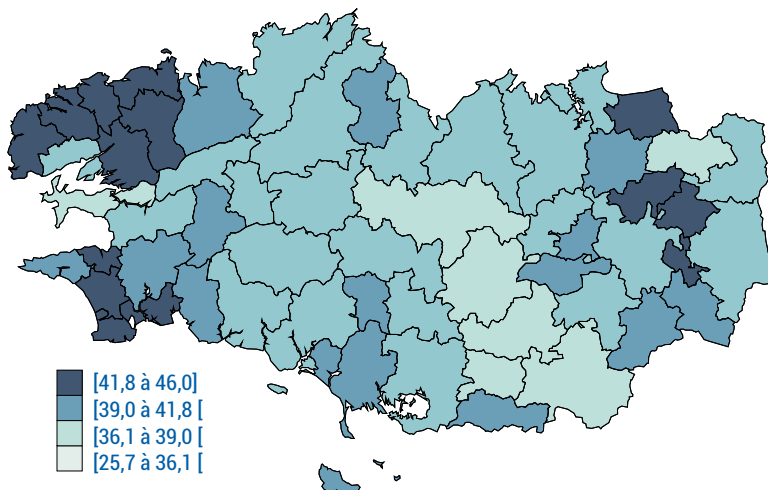 [41,8 à 46,0]
[39,0 à 41,8 [
[36,1 à 39,0 [
[25,7 à 36,1 [